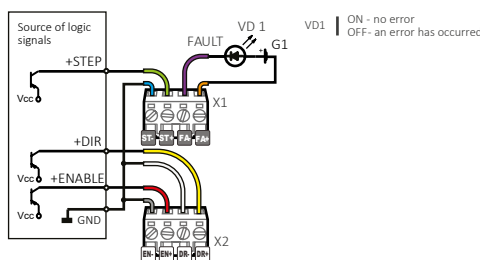 Source of logic
signals
+STEP
Vcc
+DIR
Vcc
+ENABLE
Vcc
GND
FAULT
VD 1
+
G1
X1
ST- ST+ FA- FA+
X2
EN- EN+ DR- DR+
VD1
ON - no error
OFF- an error has occurred